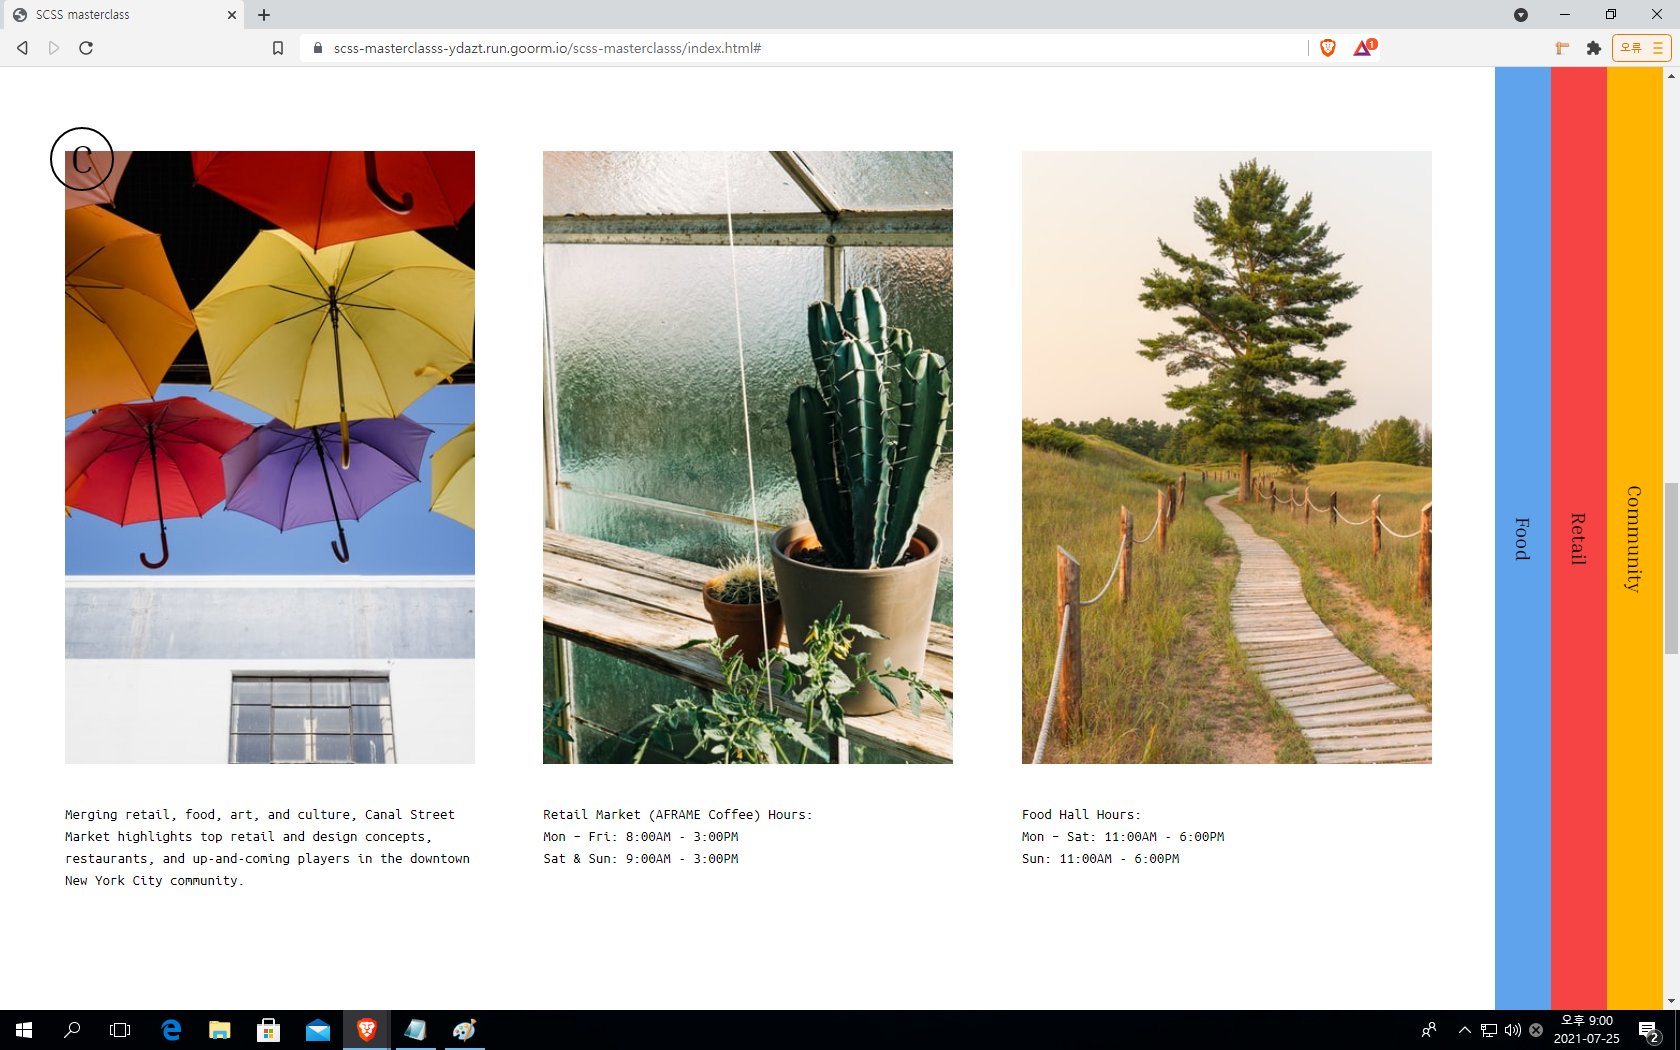 SCSS masterclass
scss-masterclasss-ydazt.run.goorm.io/scss-masterclasss/index.html#
1
오류
C
Merging retail, food, art, and culture, Canal Street
Market highlights top retail and design concepts,
restaurants, and up-and-coming players in the downtown
New York City community.
Retail Market (AFRAME Coffee) Hours:
Mon – Fri: 8:00AM - 3:00PM
Sat & Sun: 9:00AM - 3:00PM
Food Hall Hours:
Mon – Sat: 11:00AM - 6:00PM
Sun: 11:00AM - 6:00PM
Food
Retail
Community
오후 9:00
2021-07-25
2